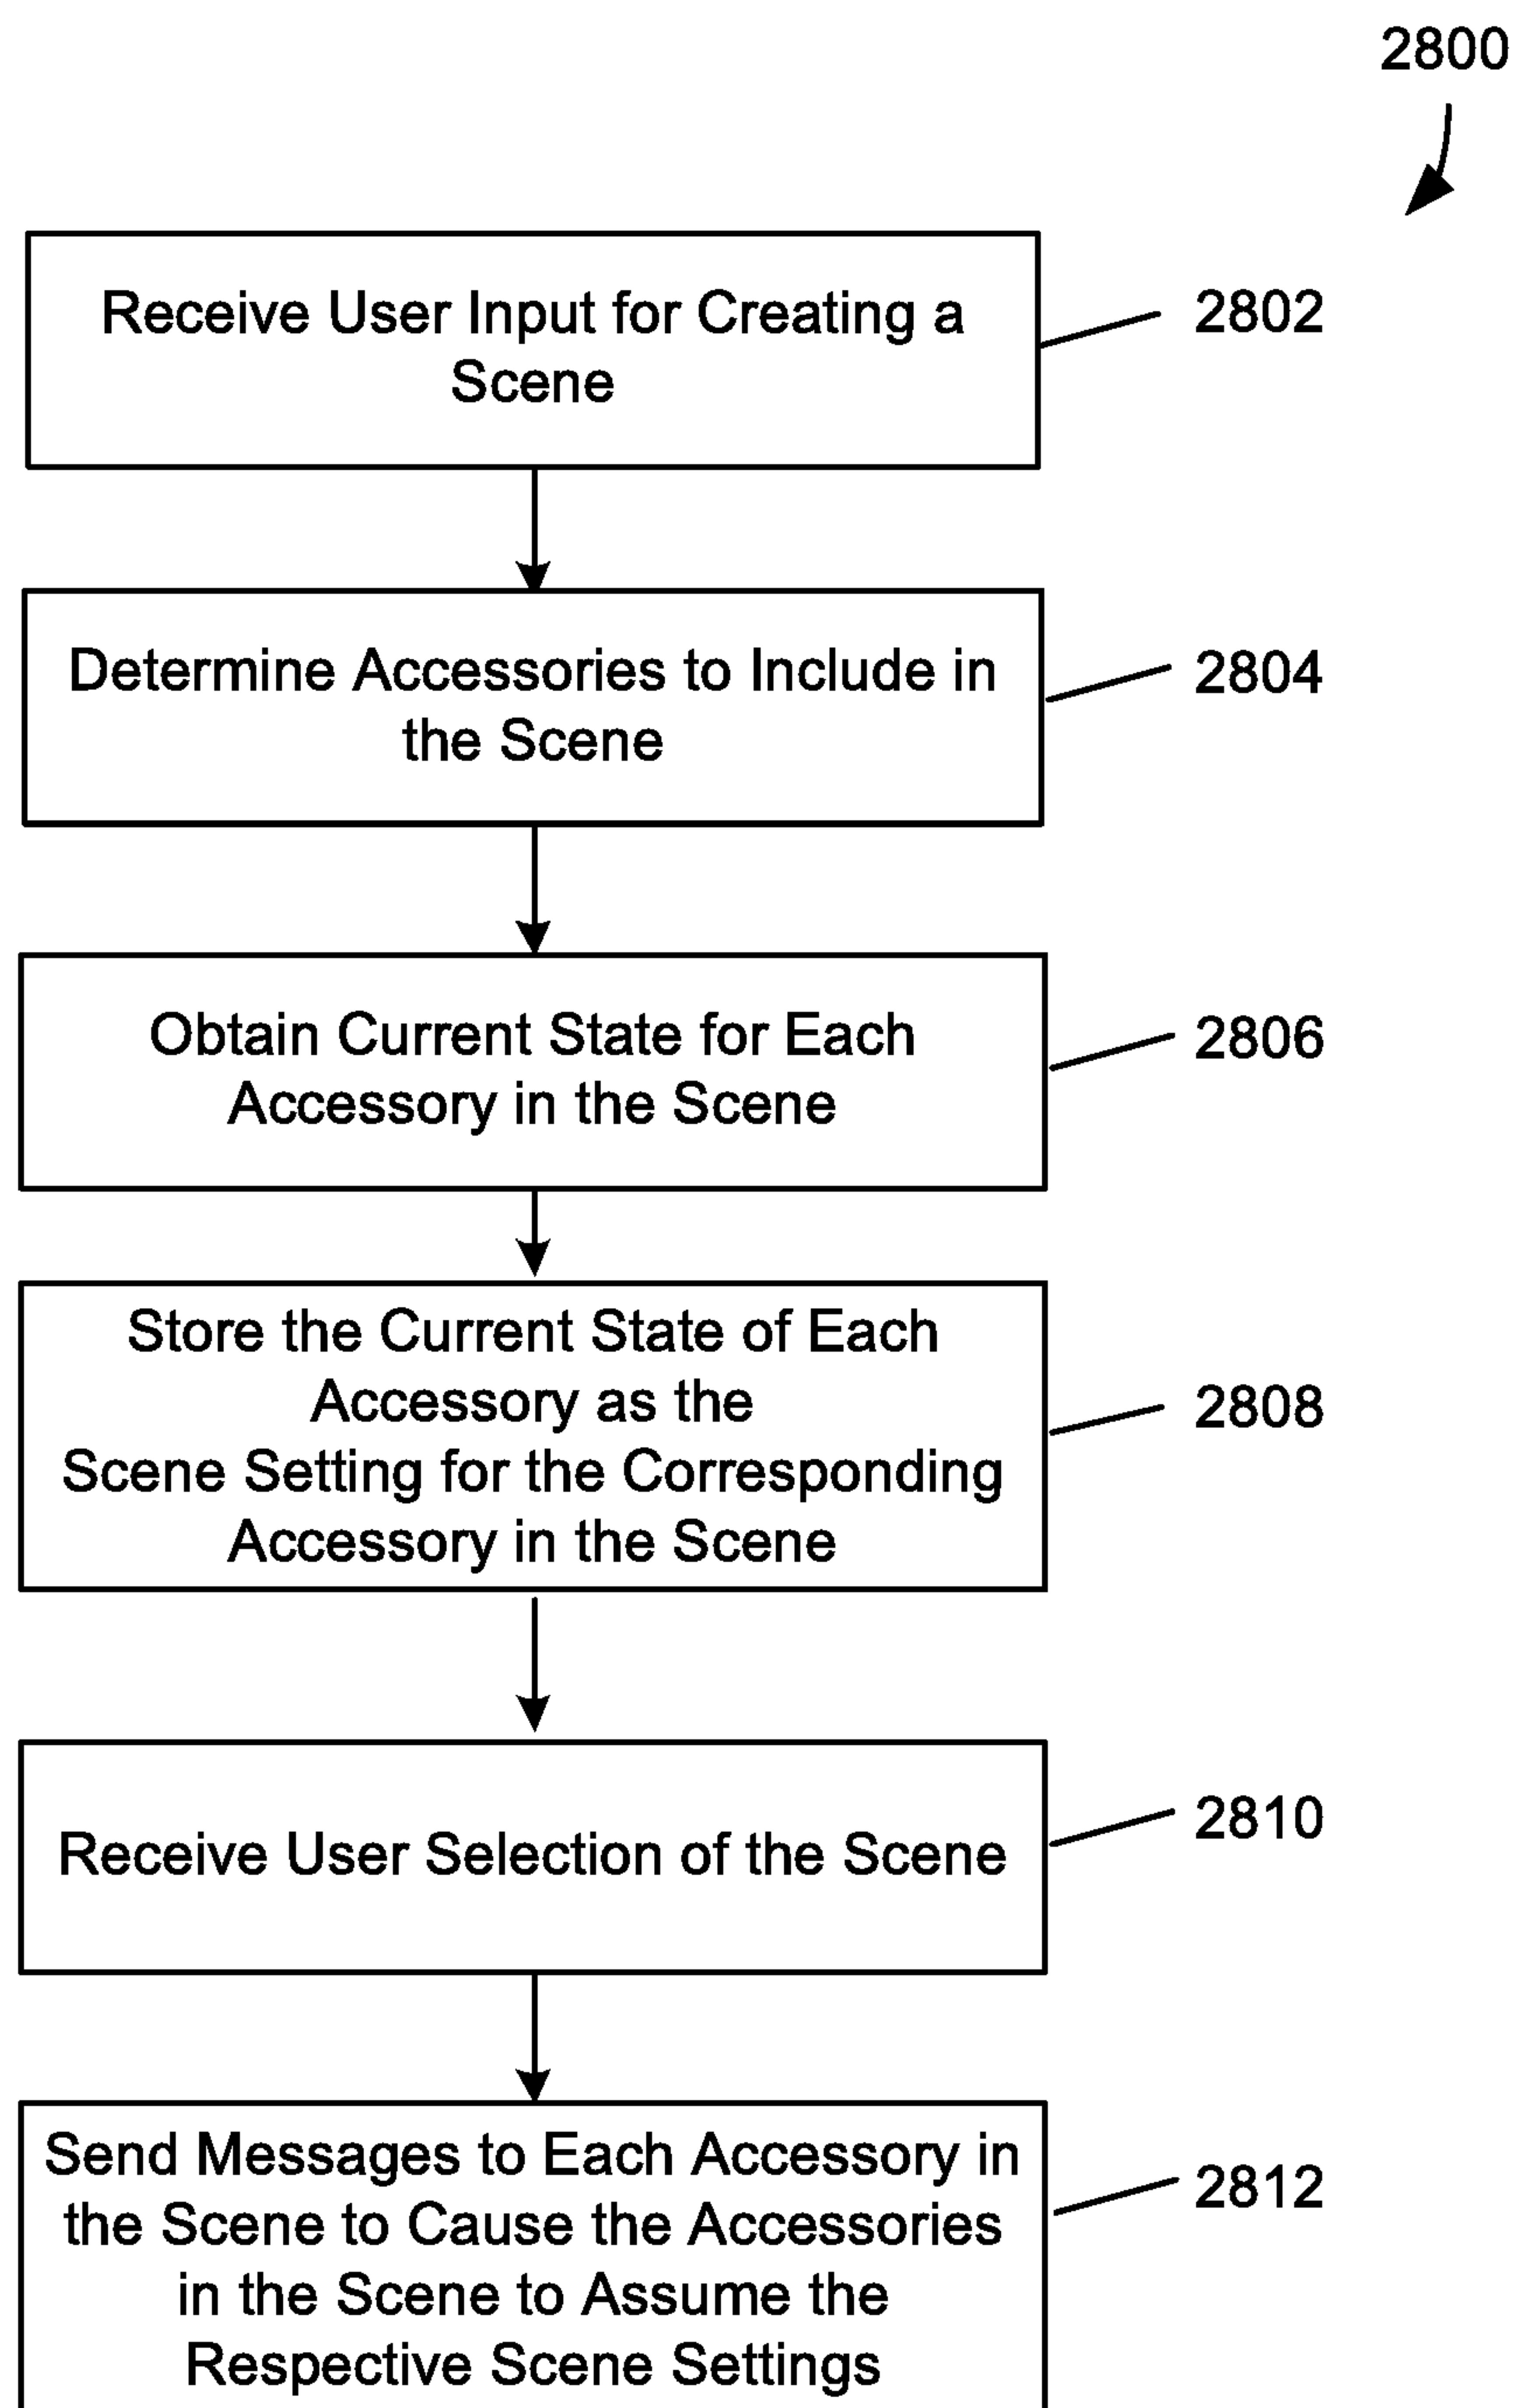 2800
Receive User Input for Creating a
Scene
2802
Determine Accessories to Include in
the Scene
2804
Obtain Current State for Each
Accessory in the Scene
2806
Store the Current State of Each
Accessory as the
Scene Setting for the Corresponding
Accessory in the Scene
2808
Receive User Selection of the Scene
2810
Send Messages to Each Accessory in
the Scene to Cause the Accessories
in the Scene to Assume the
Respective Scene Settings
2812